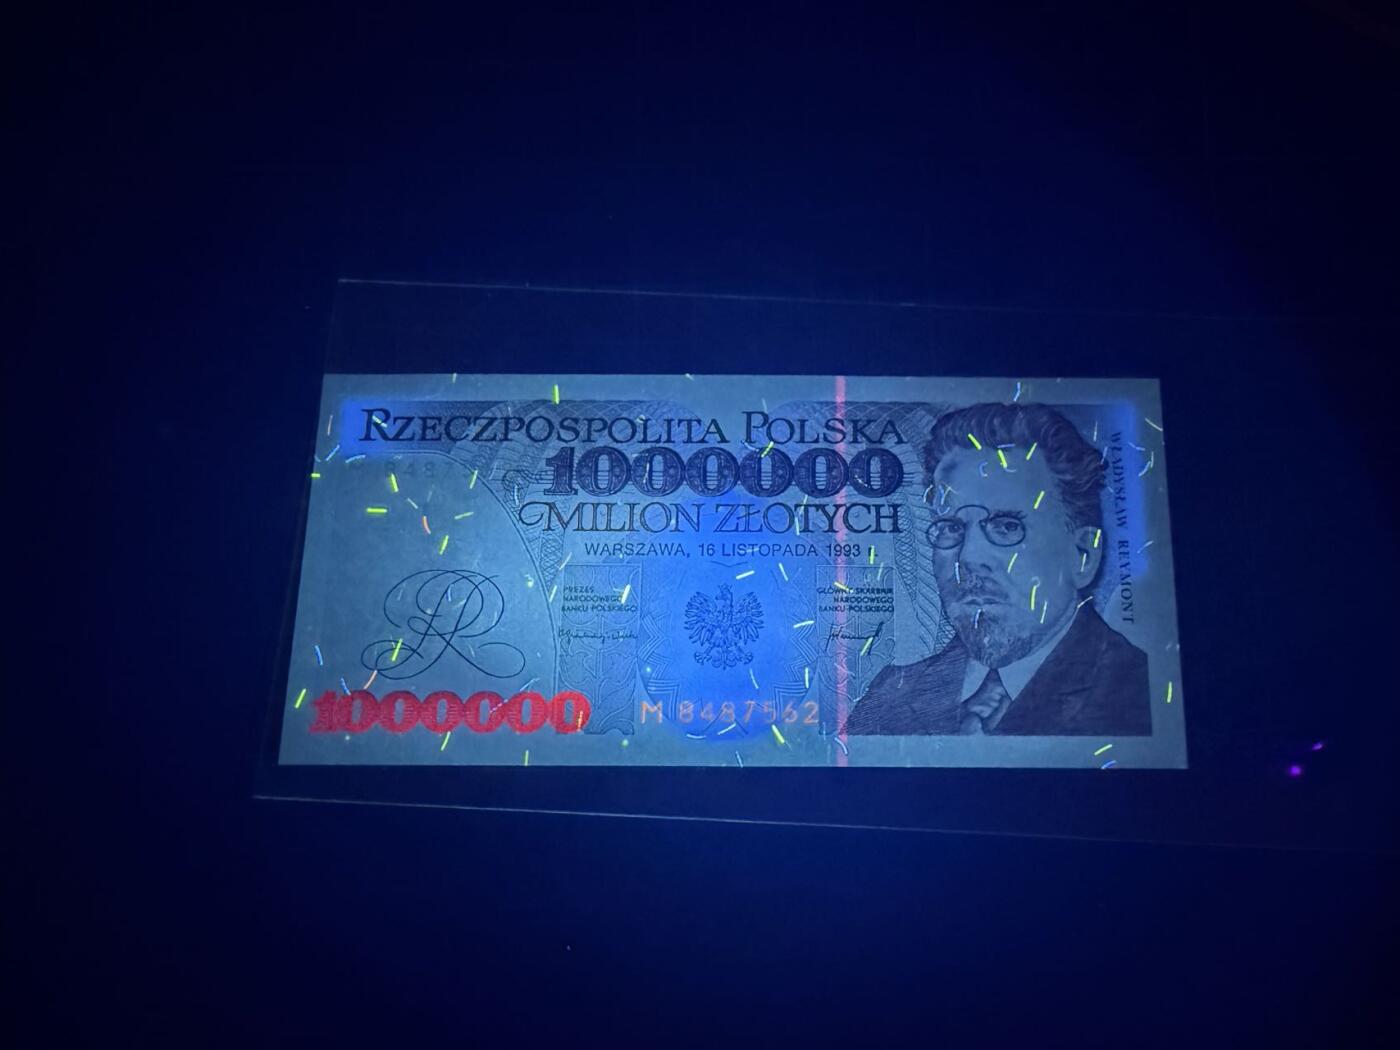 RZECZPOSPOLITA POLSKA
1000000
MILION ZŁOTYCH
WARSZAWA, 16 LISTOPADA 1993 r.
PREZES
NARODOWEGO
BANKU POLSKIEGO
GŁÓWNY SKARBNIK
NARODOWEGO
BANKU POLSKIEGO
1000000
M 8487562
WŁADYSŁAW REYMONT